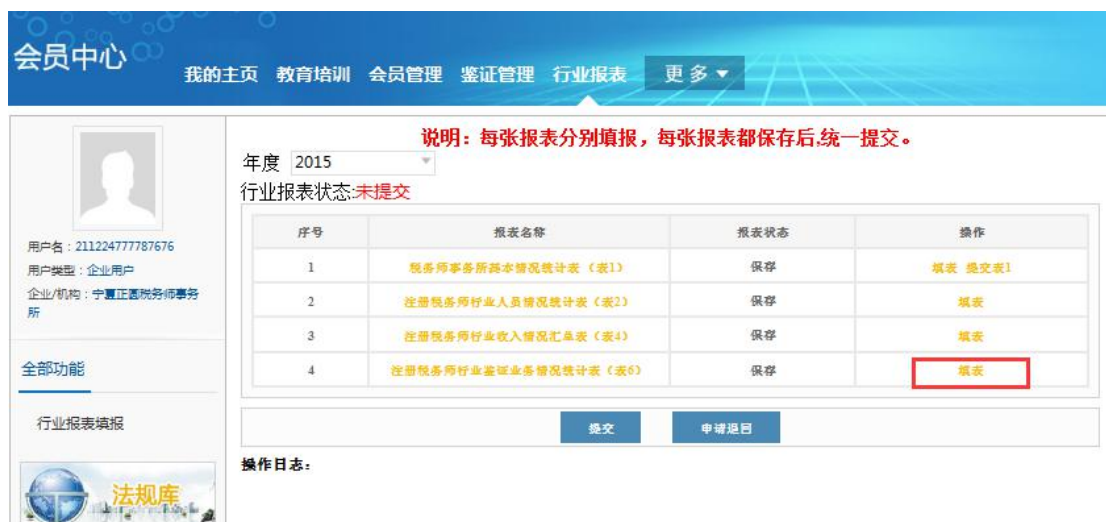 会员中心
我的主页 教育培训 会员管理 鉴证管理 行业报表 更多
说明：每张报表分别填报，每张报表都保存后,统一提交。
年度 2015
行业报表状态:未提交
用户名：211224777787676
用户类型：企业用户
企业/机构：宁夏正圆税务师事务
所
全部功能
行业报表填报
法规库
序号 报表名称 报表状态 操作
1 税务师事务所基本情况统计表（表1） 保存 填表 提交表1
2 注册税务师行业人员情况统计表（表2） 保存 填表
3 注册税务师行业收入情况汇总表（表4） 保存 填表
4 注册税务师行业鉴证业务情况统计表（表6） 保存 填表
提交 申请退回
操作日志：